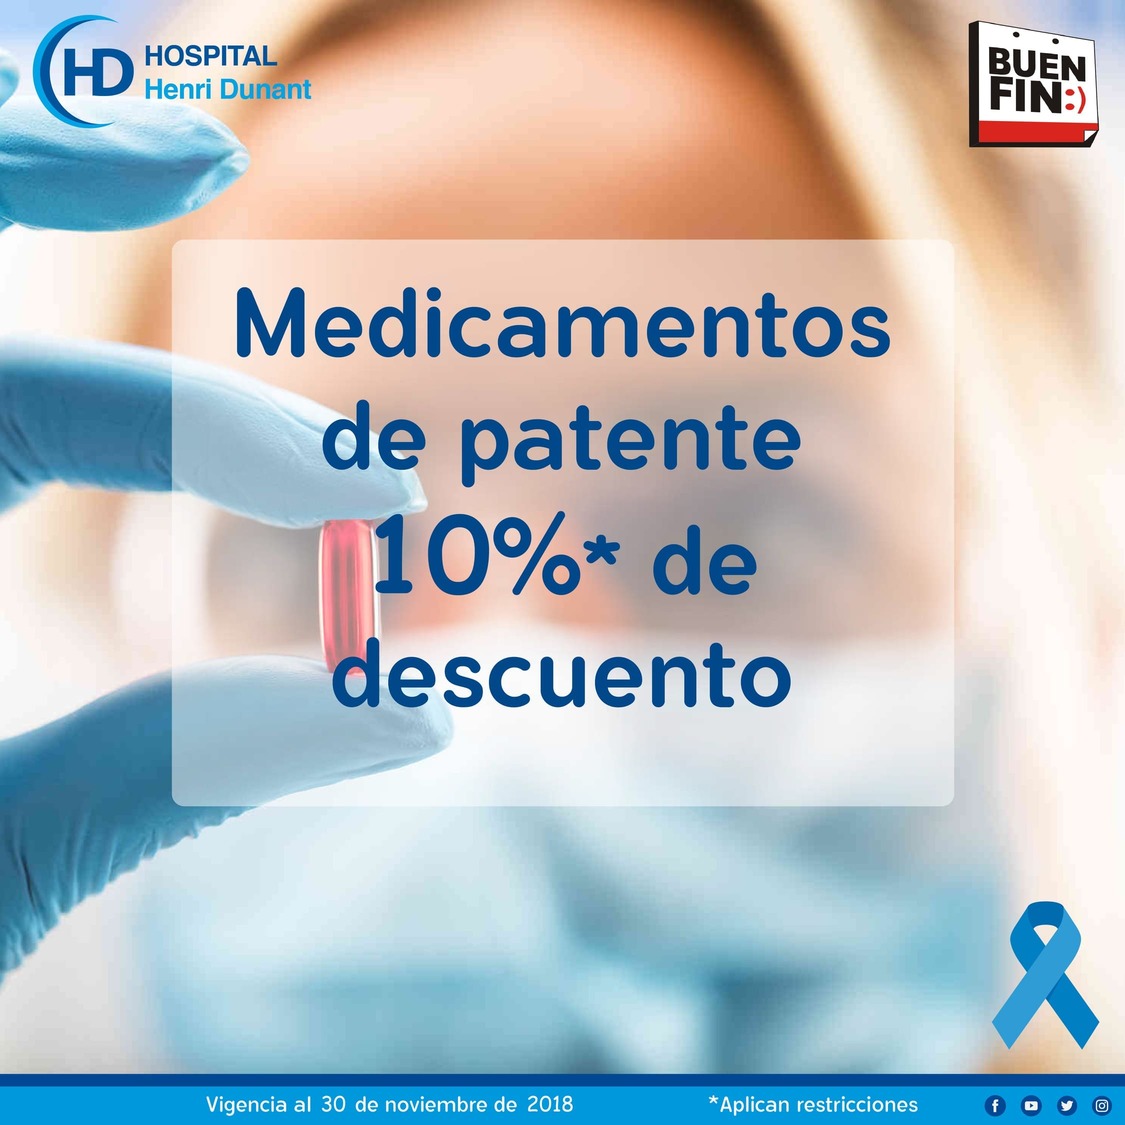 HD HOSPITAL
Henri Dunant
BUEN
FIN:)
Medicamentos
de patente
10%* de
descuento
Vigencia al 30 de noviembre de 2018
*Aplican restricciones